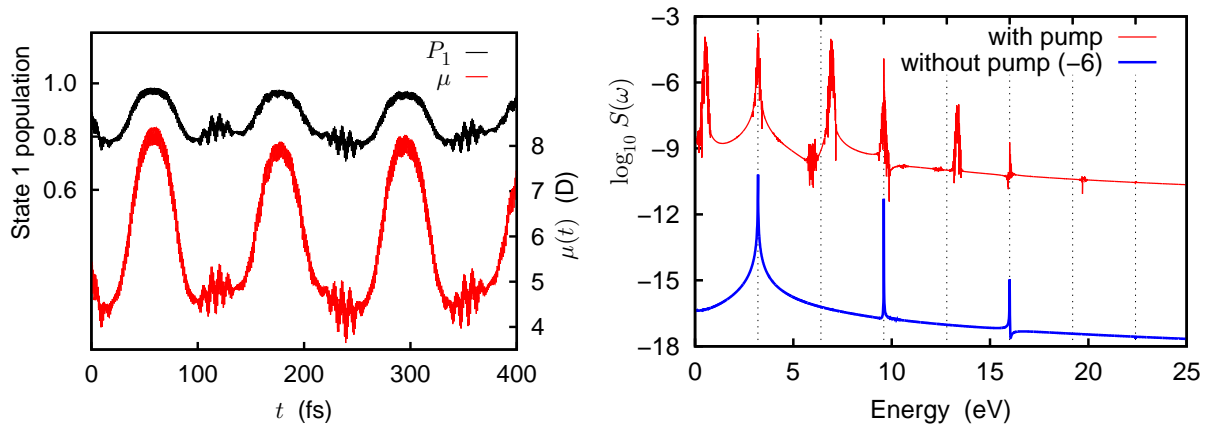 P₁
μ
State 1 population
1.0
0.8
0.6
8
7
6
5
4
μ(t) (D)
0
100
200
300
400
t (fs)
with pump
without pump (−6)
log₁₀ S(ω)
−3
−6
−9
−12
−15
−18
0
5
10
15
20
25
Energy (eV)